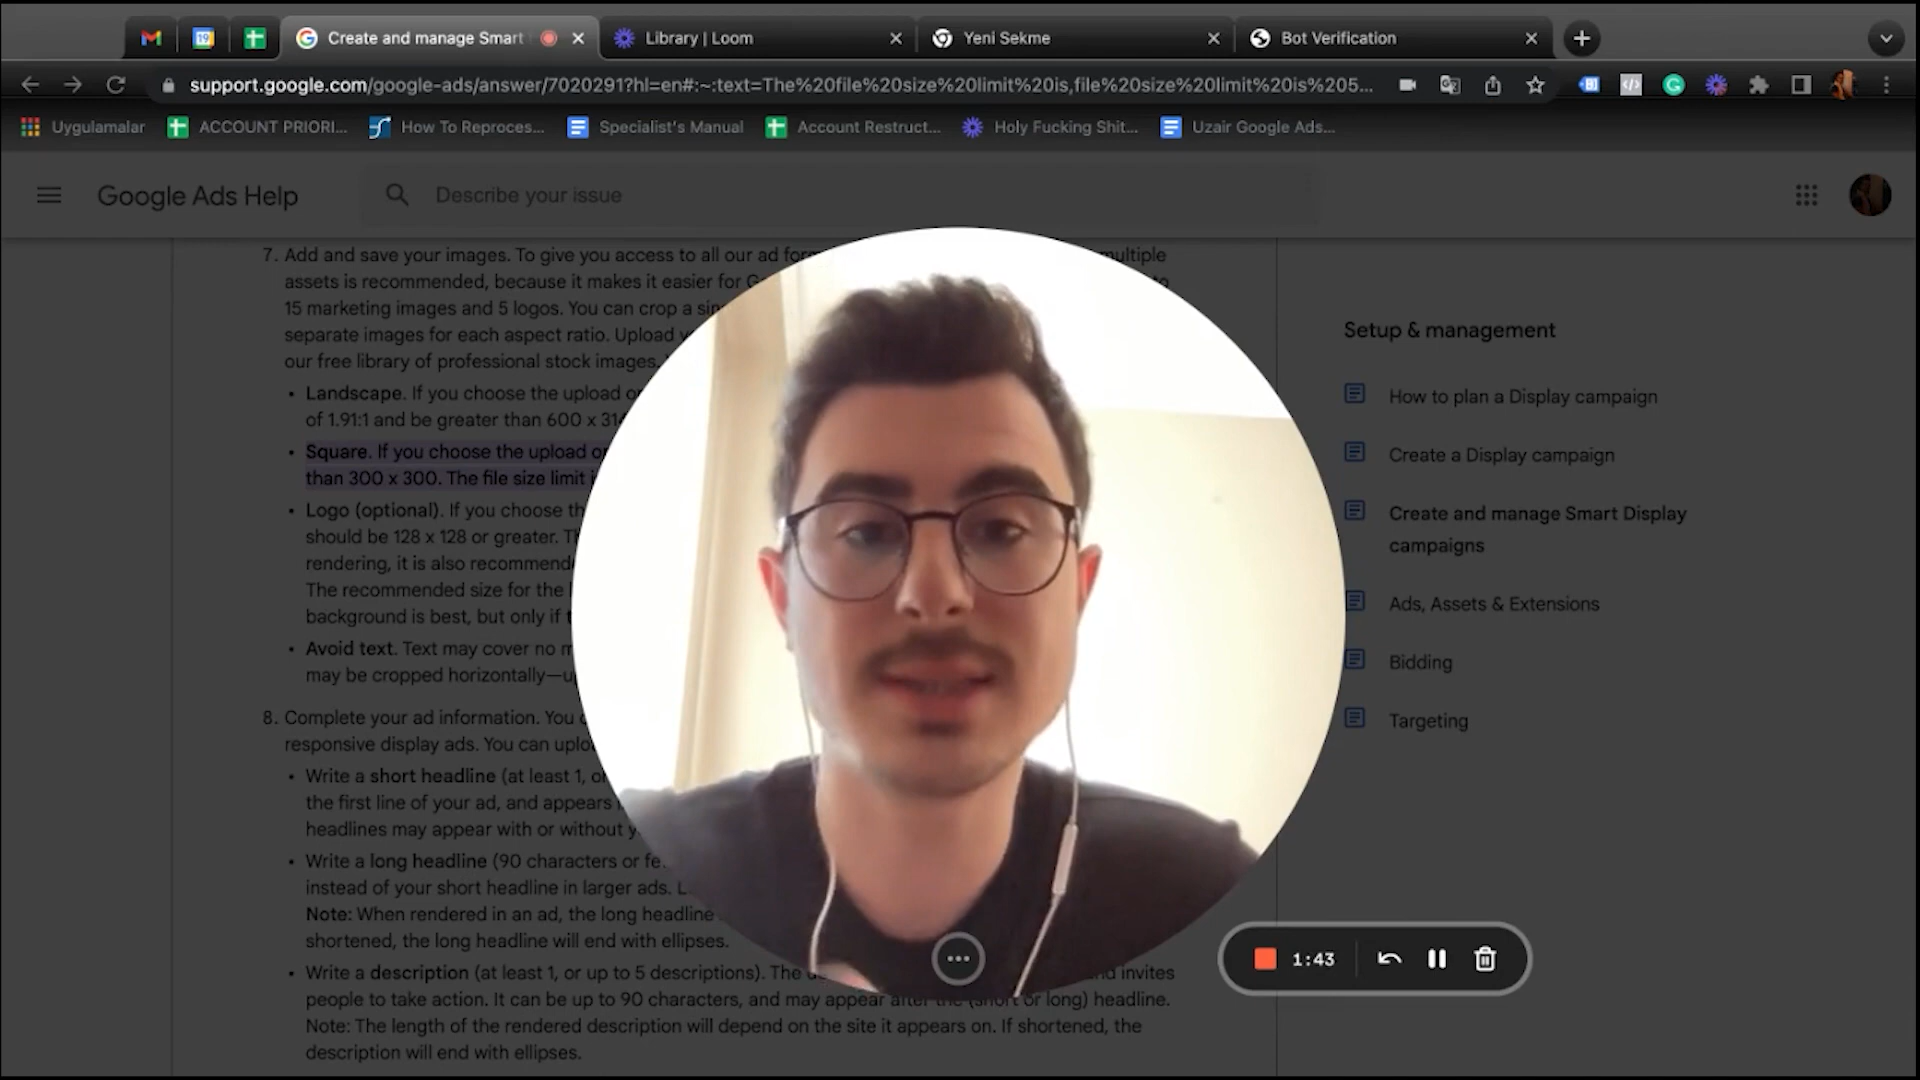 19
Create and manage Smart
Library | Loom
Yeni Sekme
Bot Verification
support.google.com/google-ads/answer/7020291?hl=en#:~:text=The%20file%20size%20limit%20is,file%20size%20limit%20is%205...
Uygulamalar
ACCOUNT PRIORI...
How To Reproces...
Specialist's Manual
Account Restruct...
Holy Fucking Shit...
Uzair Google Ads...
Google Ads Help
Describe your issue
7. Add and save your images. To give you access to all our ad multiple
assets is recommended, because it makes it easier for
15 marketing images and 5 logos. You can crop a
separate images for each aspect ratio. Upload
our free library of professional stock images.
• Landscape. If you choose the upload
of 1.91:1 and be greater than 600 x 314
• Square. If you choose the upload
than 300 x 300. The file size limit
• Logo (optional). If you choose
should be 128 x 128 or greater.
rendering, it is also
The recommended size for the
background is best, but only if
• Avoid text. Text may cover no
may be cropped horizontally—
8. Complete your ad information. You
responsive display ads. You can
• Write a short headline (at least 1,
the first line of your ad, and appears
headlines may appear with or without
• Write a long headline (90 characters or
instead of your short headline in larger ads.
Note: When rendered in an ad, the long headline
shortened, the long headline will end with ellipses.
• Write a description (at least 1, or up to 5 descriptions). The and invites
people to take action. It can be up to 90 characters, and may appear after the (short or long) headline.
Note: The length of the rendered description will depend on the site it appears on. If shortened, the
description will end with ellipses.
Setup & management
How to plan a Display campaign
Create a Display campaign
Create and manage Smart Display
campaigns
Ads, Assets & Extensions
Bidding
Targeting
1:43